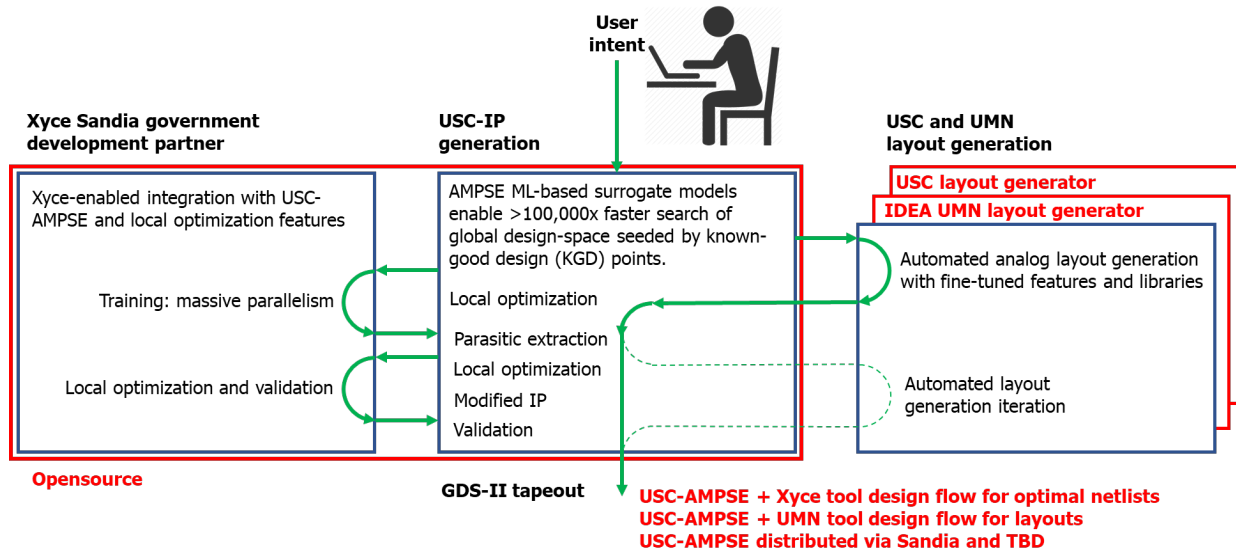 User
intent
Xyce Sandia government
development partner
USC-IP
generation
USC and UMN
layout generation
USC layout generator
IDEA UMN layout generator
Xyce-enabled integration with USC-
AMPSE and local optimization features
Training: massive parallelism
Local optimization and validation
AMPSE ML-based surrogate models
enable >100,000x faster search of
global design-space seeded by known-
good design (KGD) points.
Local optimization
Parasitic extraction
Local optimization
Modified IP
Validation
Automated analog layout generation
with fine-tuned features and libraries
Automated layout
generation iteration
Opensource
GDS-II tapeout
USC-AMPSE + Xyce tool design flow for optimal netlists
USC-AMPSE + UMN tool design flow for layouts
USC-AMPSE distributed via Sandia and TBD